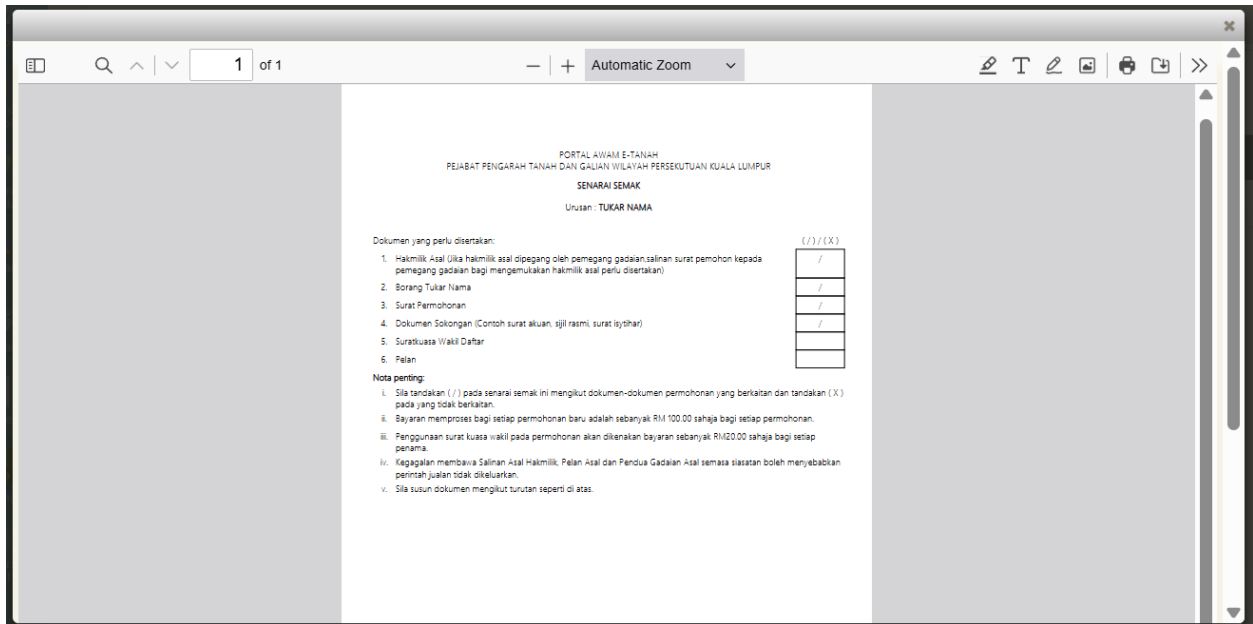 1 of 1
Automatic Zoom
PORTAL AWAM E-TANAH
PEJABAT PENGARAH TANAH DAN GALIAN WILAYAH PERSEKUTUAN KUALA LUMPUR
SENARAI SEMAK
Urusan : TUKAR NAMA
Dokumen yang perlu disertakan: ( / ) / ( X )
1. Hakmilik Asal (Jika hakmilik asal dipegang oleh pemegang gadaian,salinan surat pemohon kepada /
pemegang gadaian bagi mengemukakan hakmilik asal perlu disertakan)
2. Borang Tukar Nama /
3. Surat Permohonan /
4. Dokumen Sokongan (Contoh surat akuan, sijil rasmi, surat isytihar) /
5. Suratkuasa Wakil Daftar
6. Pelan
Nota penting:
i. Sila tandakan ( / ) pada senarai semak ini mengikut dokumen-dokumen permohonan yang berkaitan dan tandakan ( X )
pada yang tidak berkaitan.
ii. Bayaran memproses bagi setiap permohonan baru adalah sebanyak RM 100.00 sahaja bagi setiap permohonan.
iii. Penggunaan surat kuasa wakil pada permohonan akan dikenakan bayaran sebanyak RM20.00 sahaja bagi setiap
penama.
iv. Kegagalan membawa Salinan Asal Hakmilik, Pelan Asal dan Pendua Gadaian Asal semasa siasatan boleh menyebabkan
perintah jualan tidak dikeluarkan.
v. Sila susun dokumen mengikut turutan seperti di atas.